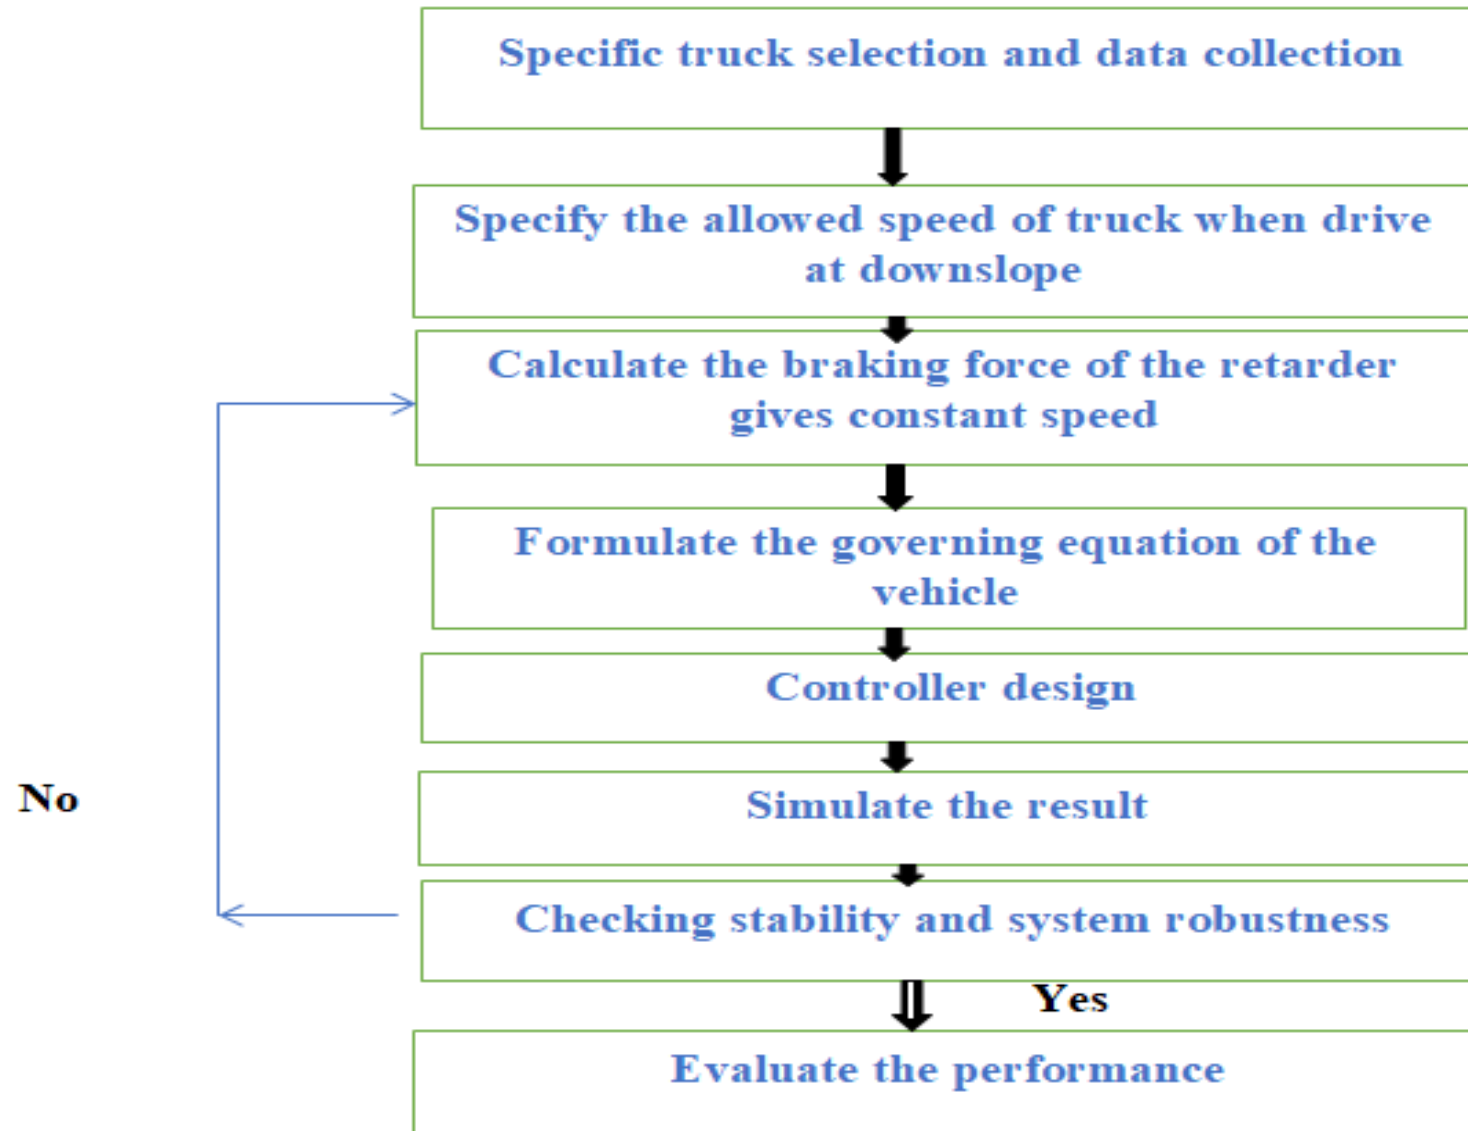 Specific truck selection and data collection
Specify the allowed speed of truck when drive
at downslope
Calculate the braking force of the retarder
gives constant speed
Formulate the governing equation of the
vehicle
Controller design
No
Simulate the result
Checking stability and system robustness
Yes
Evaluate the performance